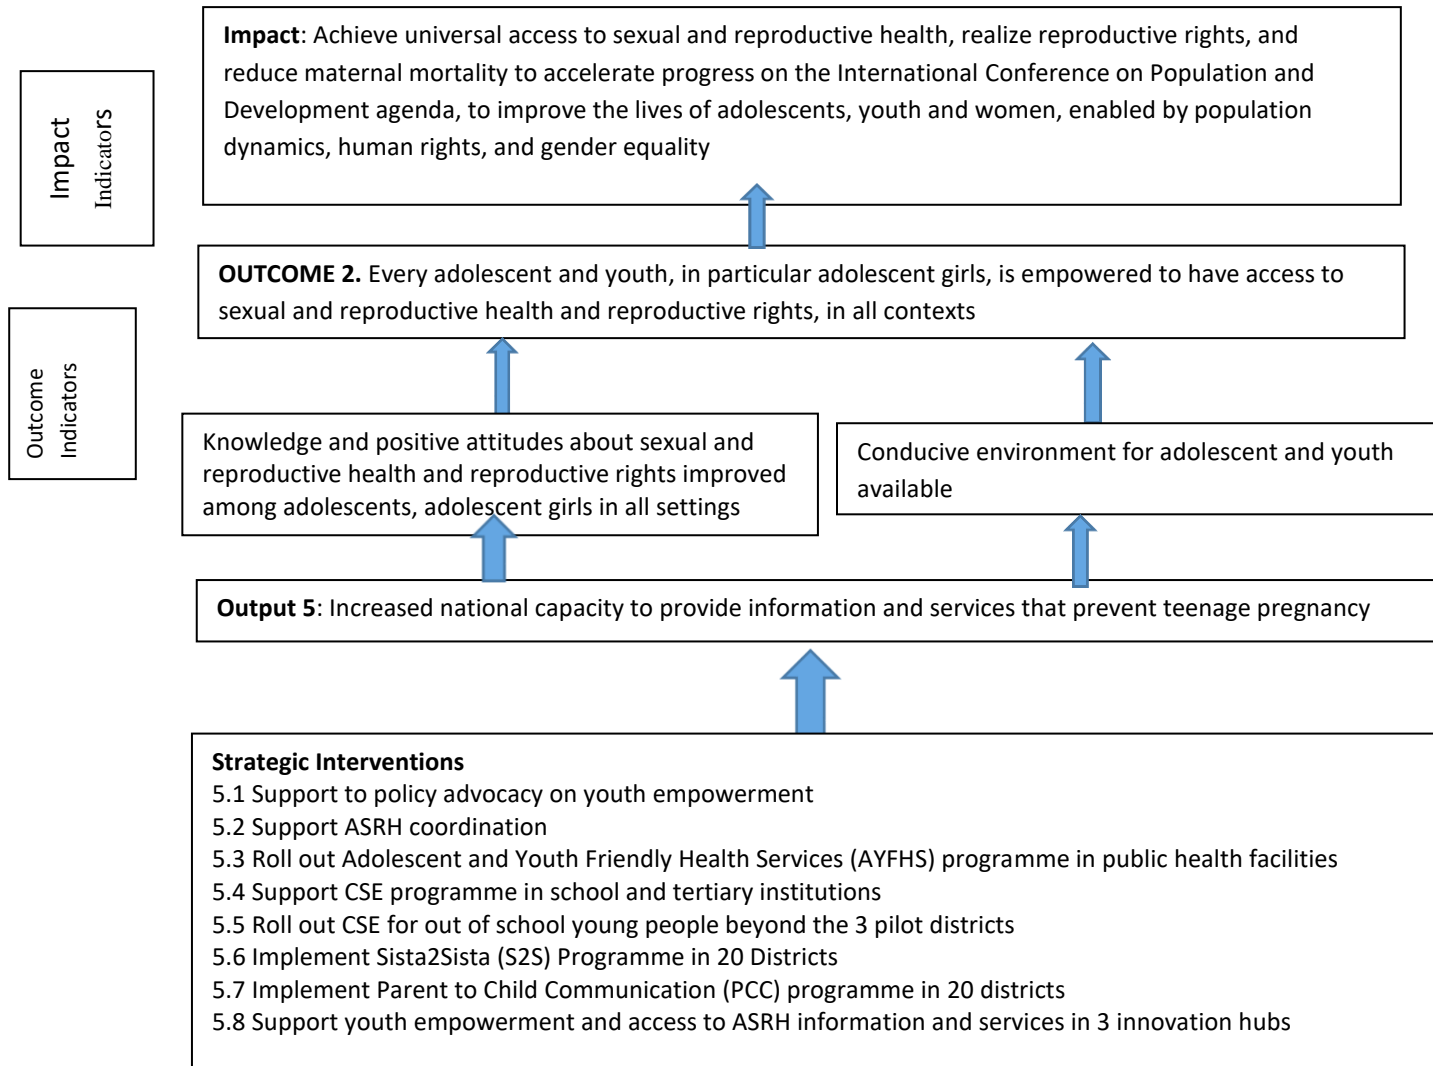 Impact: Achieve universal access to sexual and reproductive health, realize reproductive rights, and
reduce maternal mortality to accelerate progress on the International Conference on Population and
Development agenda, to improve the lives of adolescents, youth and women, enabled by population
dynamics, human rights, and gender equality
Impact
Indicators
OUTCOME 2. Every adolescent and youth, in particular adolescent girls, is empowered to have access to
sexual and reproductive health and reproductive rights, in all contexts
Outcome
Indicators
Knowledge and positive attitudes about sexual and
reproductive health and reproductive rights improved
among adolescents, adolescent girls in all settings
Conducive environment for adolescent and youth
available
Output 5: Increased national capacity to provide information and services that prevent teenage pregnancy
Strategic Interventions
5.1 Support to policy advocacy on youth empowerment
5.2 Support ASRH coordination
5.3 Roll out Adolescent and Youth Friendly Health Services (AYFHS) programme in public health facilities
5.4 Support CSE programme in school and tertiary institutions
5.5 Roll out CSE for out of school young people beyond the 3 pilot districts
5.6 Implement Sista2Sista (S2S) Programme in 20 Districts
5.7 Implement Parent to Child Communication (PCC) programme in 20 districts
5.8 Support youth empowerment and access to ASRH information and services in 3 innovation hubs